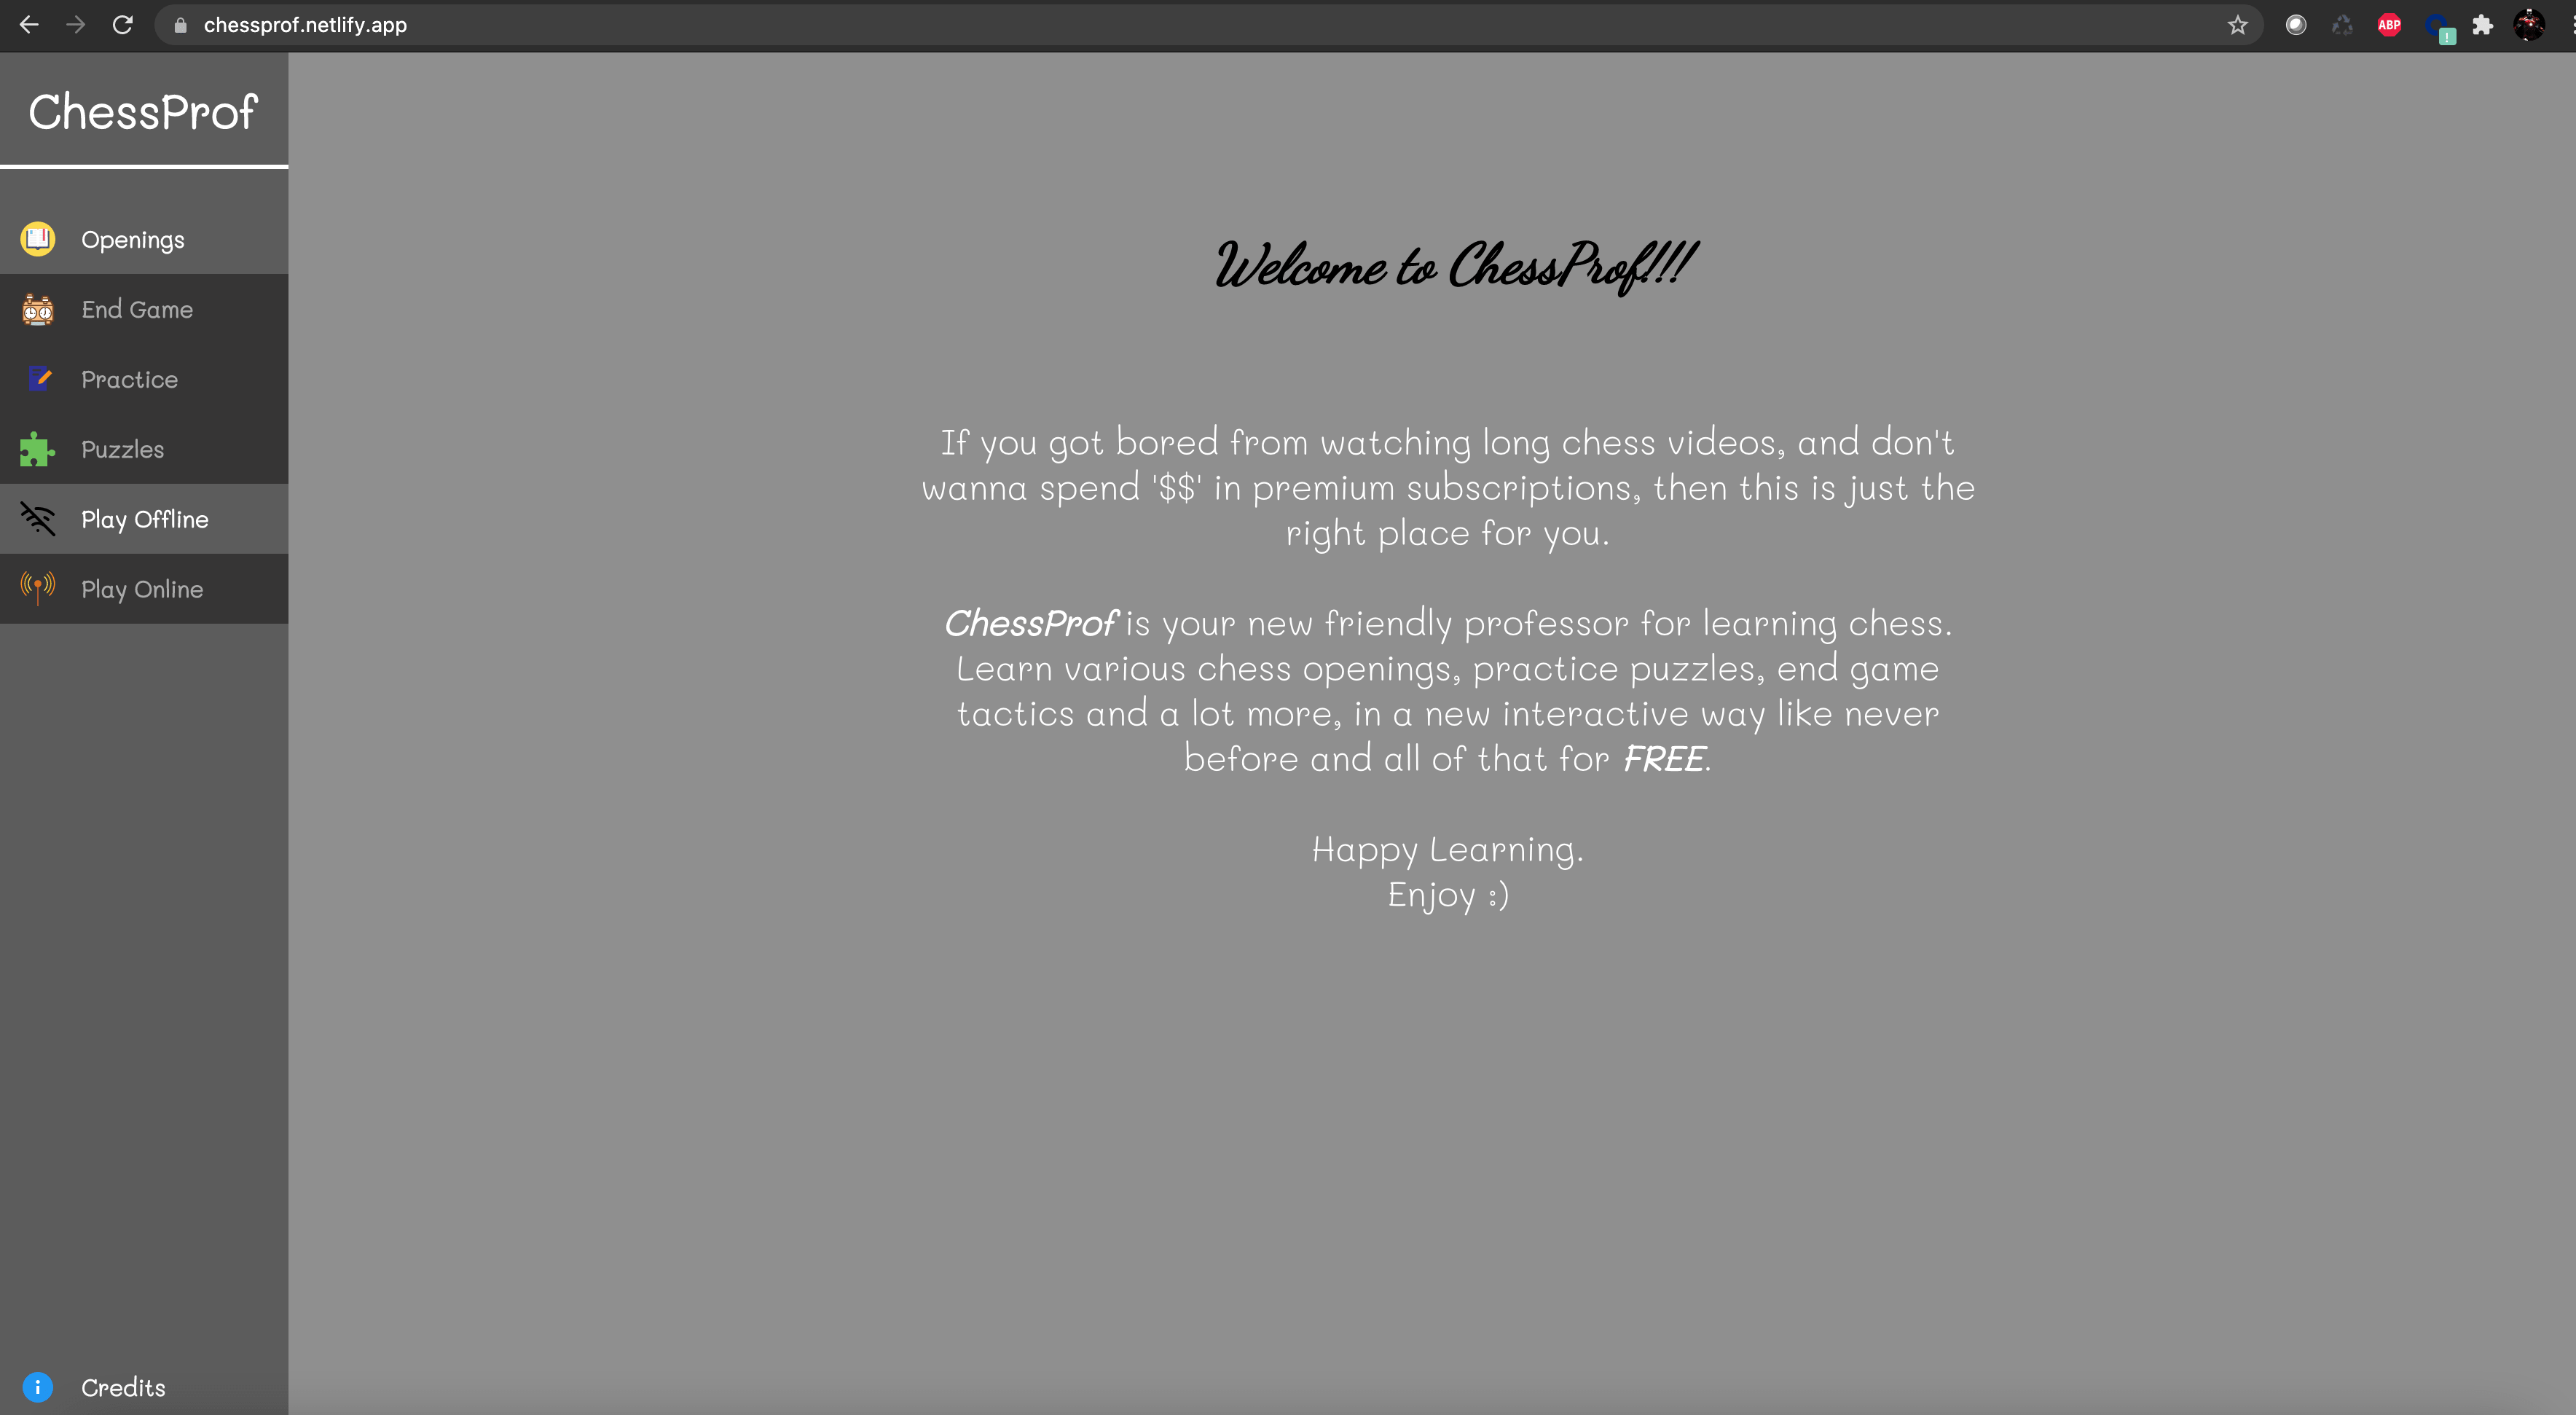 chessprof.netlify.app
ABP
ChessProf
Openings
End Game
Practice
Puzzles
Play Offline
Play Online
Credits
Welcome to ChessProf!!!
If you got bored from watching long chess videos, and don't
wanna spend '$$' in premium subscriptions, then this is just the
right place for you.
ChessProf is your new friendly professor for learning chess.
Learn various chess openings, practice puzzles, end game
tactics and a lot more, in a new interactive way like never
before and all of that for FREE.
Happy Learning.
Enjoy :)